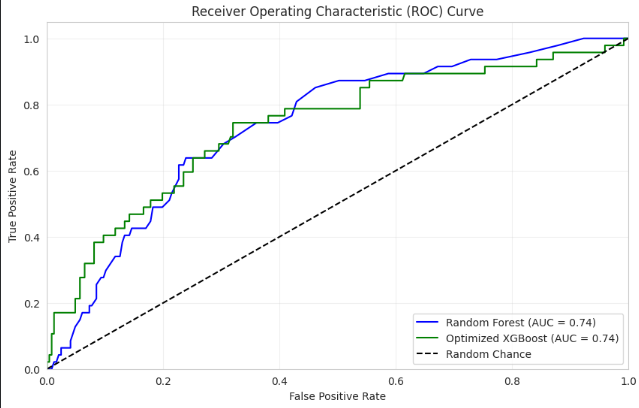 Receiver Operating Characteristic (ROC) Curve
1.0
0.8
0.6
0.4
0.2
0.0
True Positive Rate
0.0 0.2 0.4 0.6 0.8 1.0
False Positive Rate
Random Forest (AUC = 0.74)
Optimized XGBoost (AUC = 0.74)
Random Chance